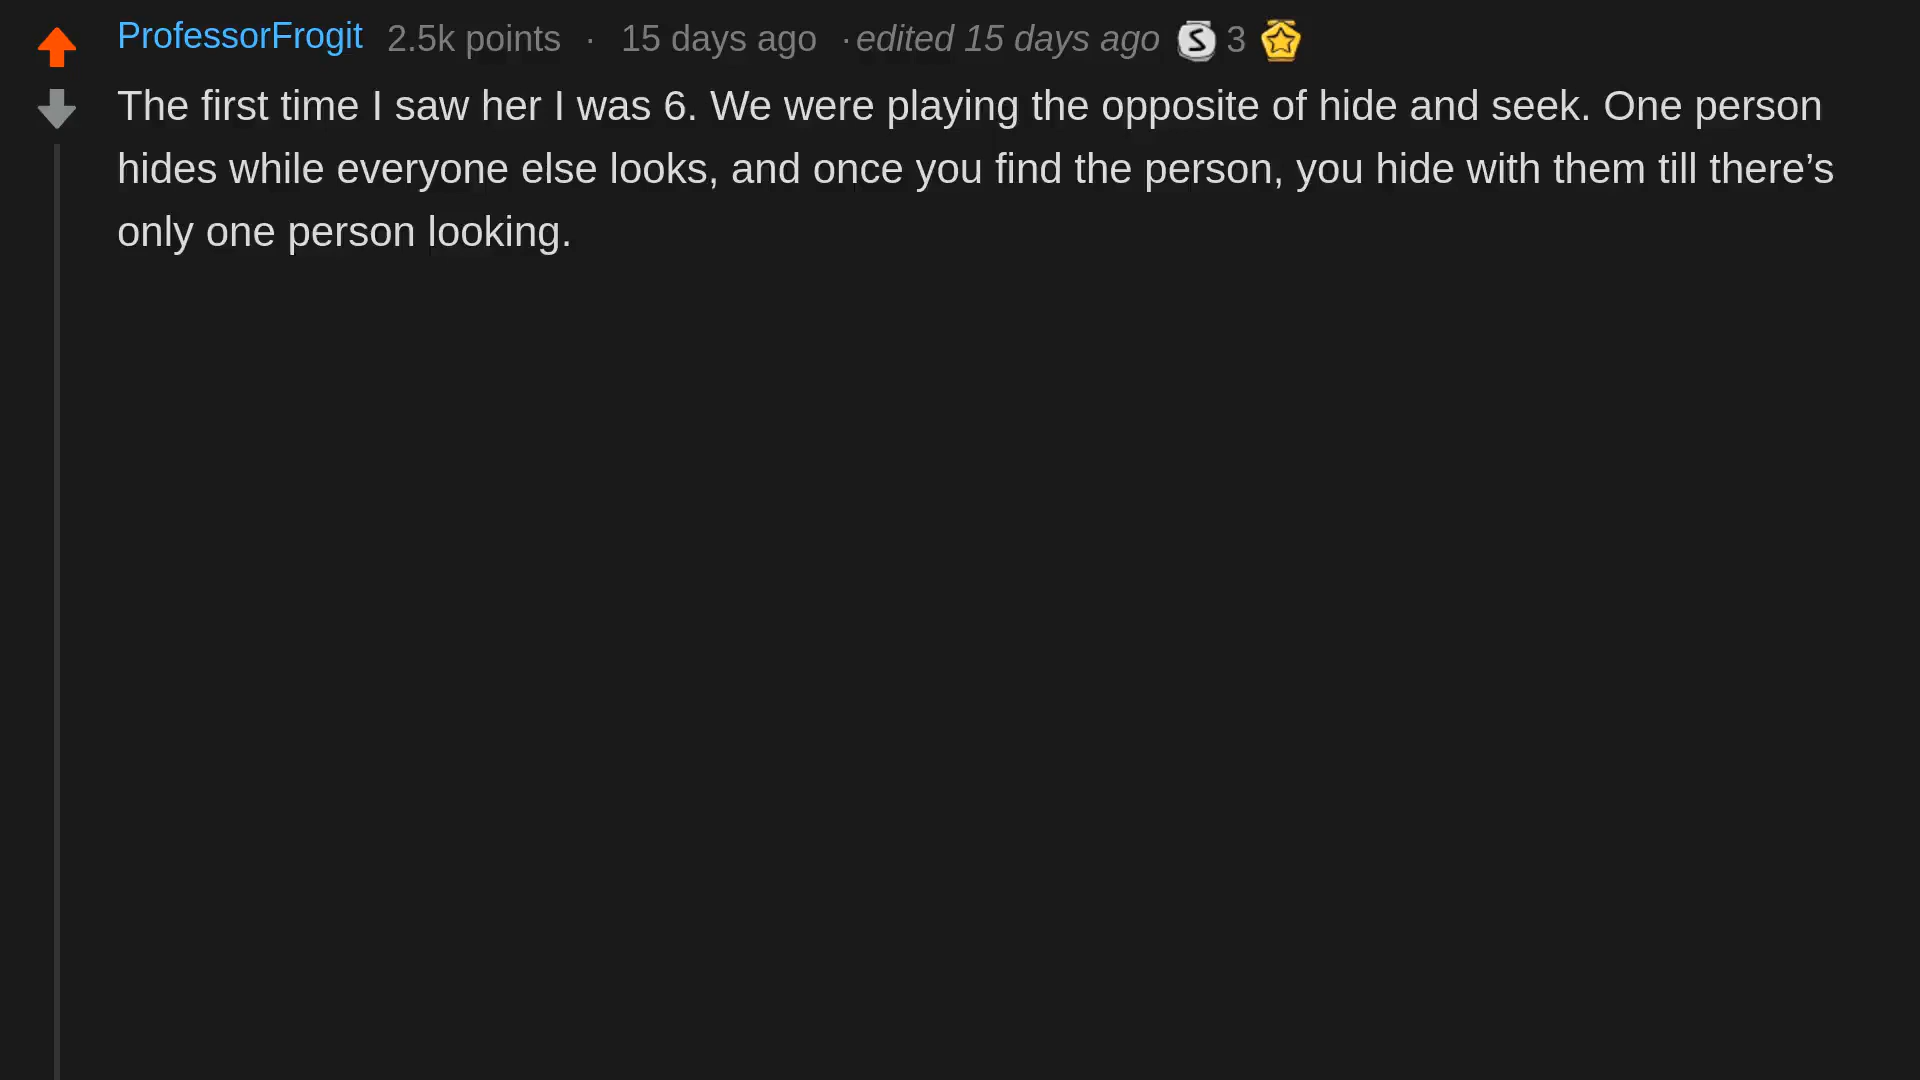 ProfessorFrogit 2.5k points · 15 days ago · edited 15 days ago S 3
The first time I saw her I was 6. We were playing the opposite of hide and seek. One person
hides while everyone else looks, and once you find the person, you hide with them till there’s
only one person looking.